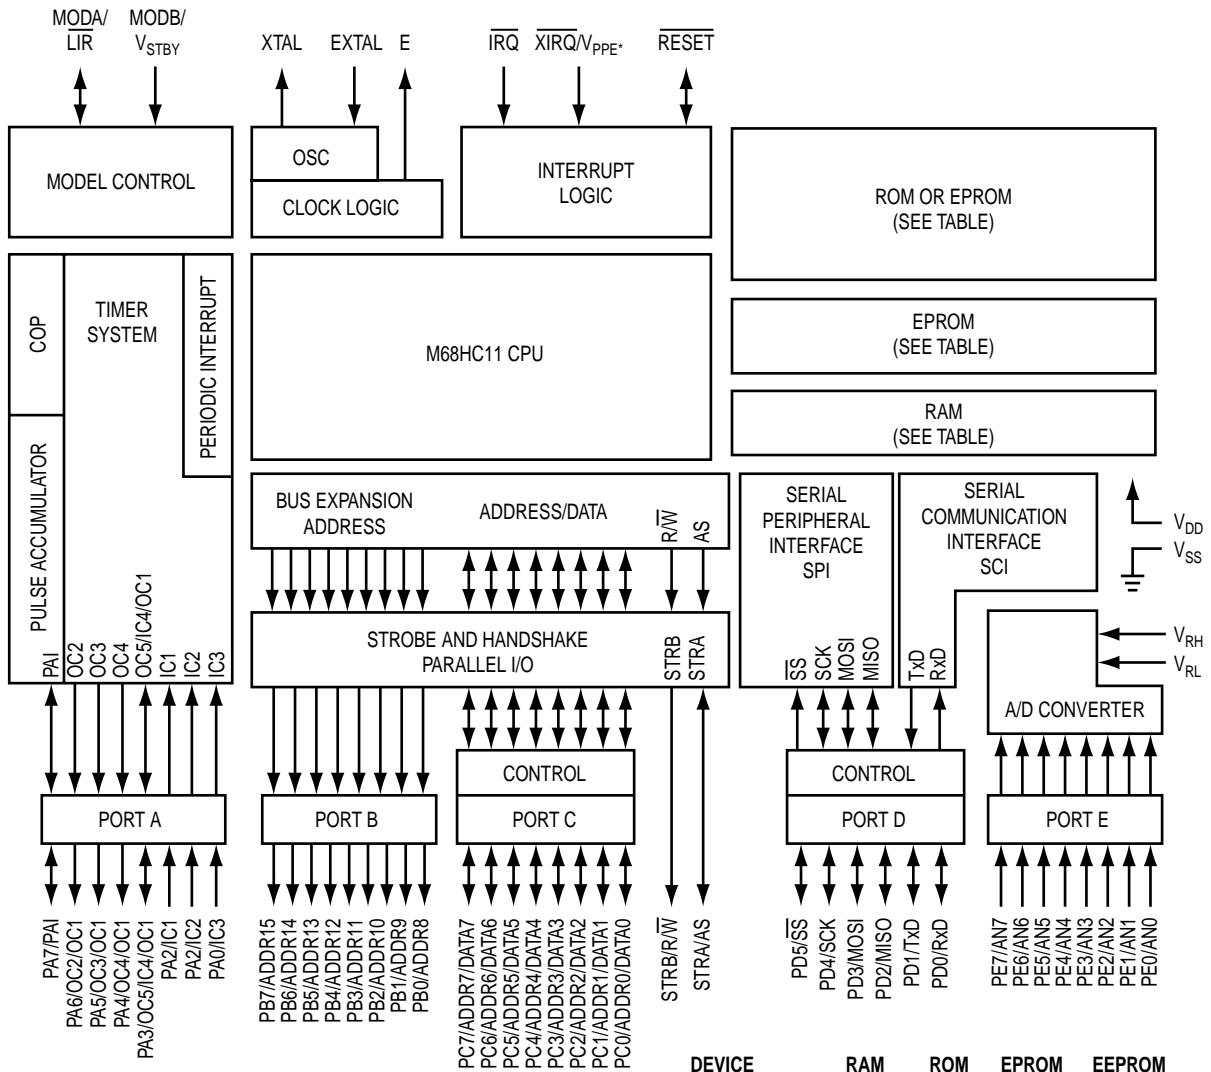 MODA/
LIR
MODB/
VSTBY
XTAL
EXTAL
E
IRQ
XIRQ/VPPE*
RESET
MODEL CONTROL
OSC
CLOCK LOGIC
INTERRUPT
LOGIC
ROM OR EPROM
(SEE TABLE)
COP
TIMER
SYSTEM
PERIODIC INTERRUPT
M68HC11 CPU
EPROM
(SEE TABLE)
RAM
(SEE TABLE)
PULSE ACCUMULATOR
BUS EXPANSION
ADDRESS
ADDRESS/DATA
R/W
AS
SERIAL
PERIPHERAL
INTERFACE
SPI
SERIAL
COMMUNICATION
INTERFACE
SCI
VDD
VSS
STROBE AND HANDSHAKE
PARALLEL I/O
STRB
STRA
VRH
VRL
PAI
OC2
OC3
OC4
OC5/IC4/OC1
IC1
IC2
IC3
SS
SCK
MOSI
MISO
TxD
RxD
A/D CONVERTER
CONTROL
CONTROL
PORT A
PORT B
PORT C
PORT D
PORT E
PA7/PAI
PA6/OC2/OC1
PA5/OC3/OC1
PA4/OC4/OC1
PA3/OC5/IC4/OC1
PA2/IC1
PA2/IC2
PA0/IC3
PB7/ADDR15
PB6/ADDR14
PB5/ADDR13
PB4/ADDR12
PB3/ADDR11
PB2/ADDR10
PB1/ADDR9
PB0/ADDR8
PC7/ADDR7/DATA7
PC6/ADDR6/DATA6
PC5/ADDR5/DATA5
PC4/ADDR4/DATA4
PC3/ADDR3/DATA3
PC2/ADDR2/DATA2
PC1/ADDR1/DATA1
PC0/ADDR0/DATA0
STRB/R/W
STRA/AS
PD5/SS
PD4/SCK
PD3/MOSI
PD2/MISO
PD1/TxD
PD0/RxD
PE7/AN7
PE6/AN6
PE5/AN5
PE4/AN4
PE3/AN3
PE2/AN2
PE1/AN1
PE0/AN0
DEVICE RAM ROM EPROM EEPROM